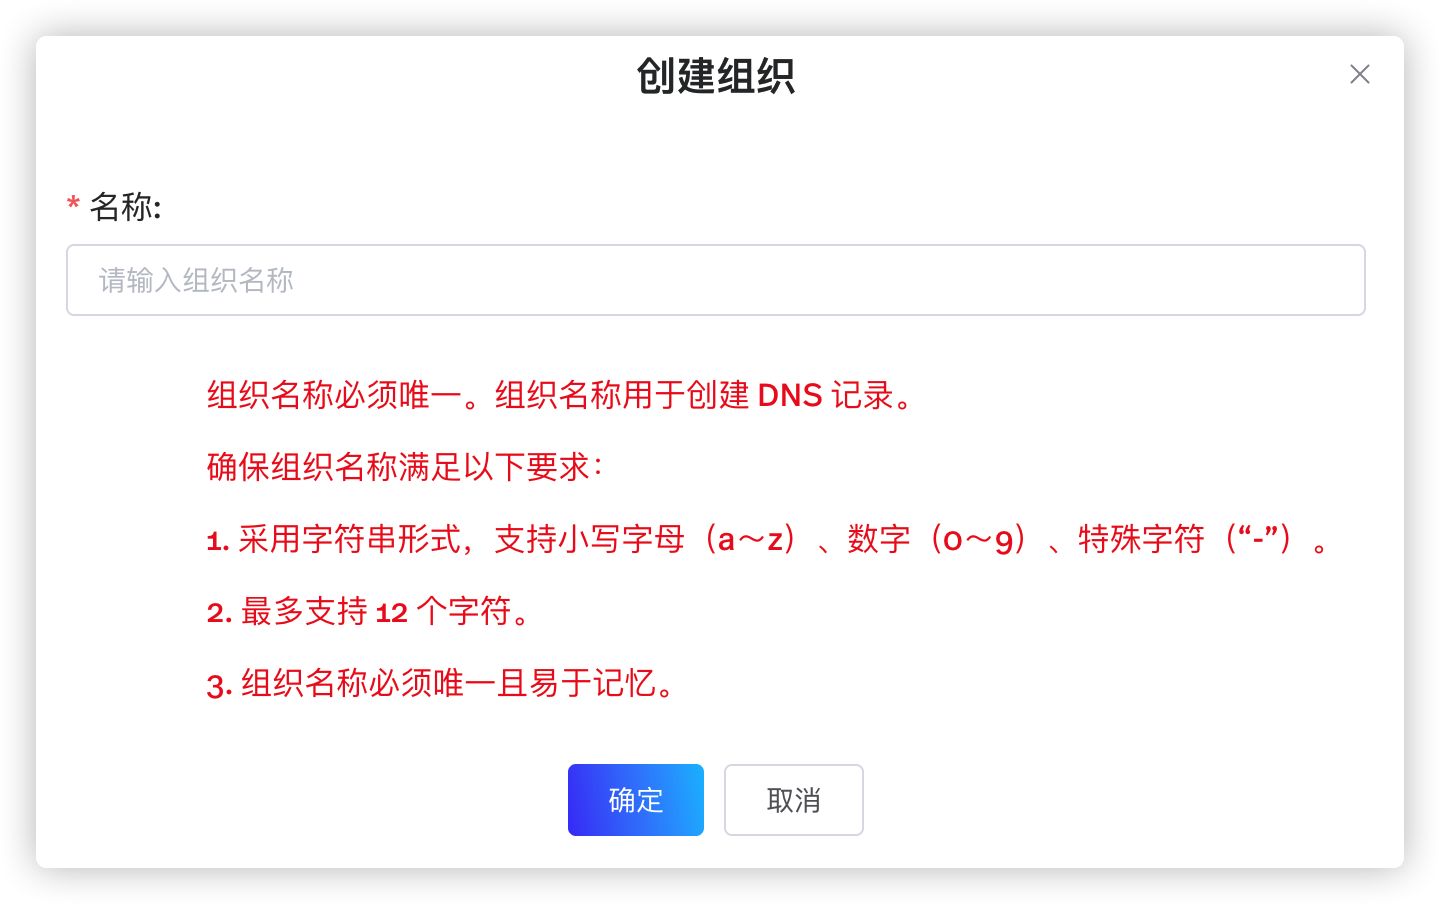 创建组织
* 名称:
请输入组织名称
组织名称必须唯一。组织名称用于创建 DNS 记录。
确保组织名称满足以下要求：
1. 采用字符串形式，支持小写字母（a～z）、数字（0～9）、特殊字符（“-”）。
2. 最多支持 12 个字符。
3. 组织名称必须唯一且易于记忆。
确定 取消